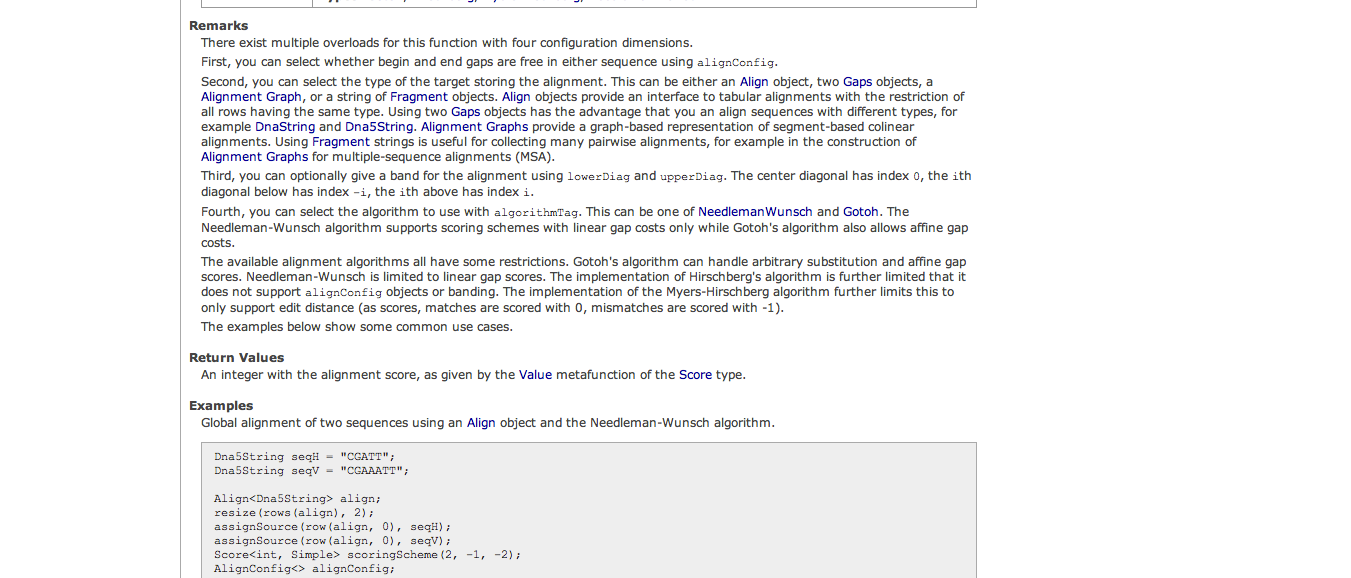 Remarks
There exist multiple overloads for this function with four configuration dimensions.
First, you can select whether begin and end gaps are free in either sequence using alignConfig.
Second, you can select the type of the target storing the alignment. This can be either an Align object, two Gaps objects, a
Alignment Graph, or a string of Fragment objects. Align objects provide an interface to tabular alignments with the restriction of
all rows having the same type. Using two Gaps objects has the advantage that you an align sequences with different types, for
example DnaString and Dna5String. Alignment Graphs provide a graph-based representation of segment-based colinear
alignments. Using Fragment strings is useful for collecting many pairwise alignments, for example in the construction of
Alignment Graphs for multiple-sequence alignments (MSA).
Third, you can optionally give a band for the alignment using lowerDiag and upperDiag. The center diagonal has index 0, the ith
diagonal below has index -i, the ith above has index i.
Fourth, you can select the algorithm to use with algorithmTag. This can be one of NeedlemanWunsch and Gotoh. The
Needleman-Wunsch algorithm supports scoring schemes with linear gap costs only while Gotoh's algorithm also allows affine gap
costs.
The available alignment algorithms all have some restrictions. Gotoh's algorithm can handle arbitrary substitution and affine gap
scores. Needleman-Wunsch is limited to linear gap scores. The implementation of Hirschberg's algorithm is further limited that it
does not support alignConfig objects or banding. The implementation of the Myers-Hirschberg algorithm further limits this to
only support edit distance (as scores, matches are scored with 0, mismatches are scored with -1).
The examples below show some common use cases.
Return Values
An integer with the alignment score, as given by the Value metafunction of the Score type.
Examples
Global alignment of two sequences using an Align object and the Needleman-Wunsch algorithm.
Dna5String seqH = "CGATT";
Dna5String seqV = "CGAAATT";
Align<Dna5String> align;
resize(rows(align), 2);
assignSource(row(align, 0), seqH);
assignSource(row(align, 0), seqV);
Score<int, Simple> scoringScheme(2, -1, -2);
AlignConfig<> alignConfig;